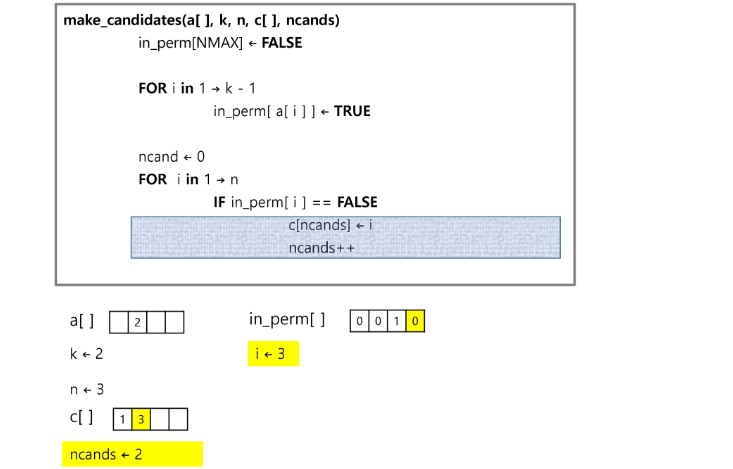 make_candidates(a[ ], k, n, c[ ], ncands)
in_perm[NMAX] ← FALSE
FOR i in 1 → k - 1
in_perm[ a[ i ] ] ← TRUE
ncand ← 0
FOR i in 1 → n
IF in_perm[ i ] == FALSE
c[ncands] ← i
ncands++
a[ ] 2
in_perm[ ] 0 0 1 0
k ← 2
i ← 3
n ← 3
c[ ] 1 3
ncands ← 2